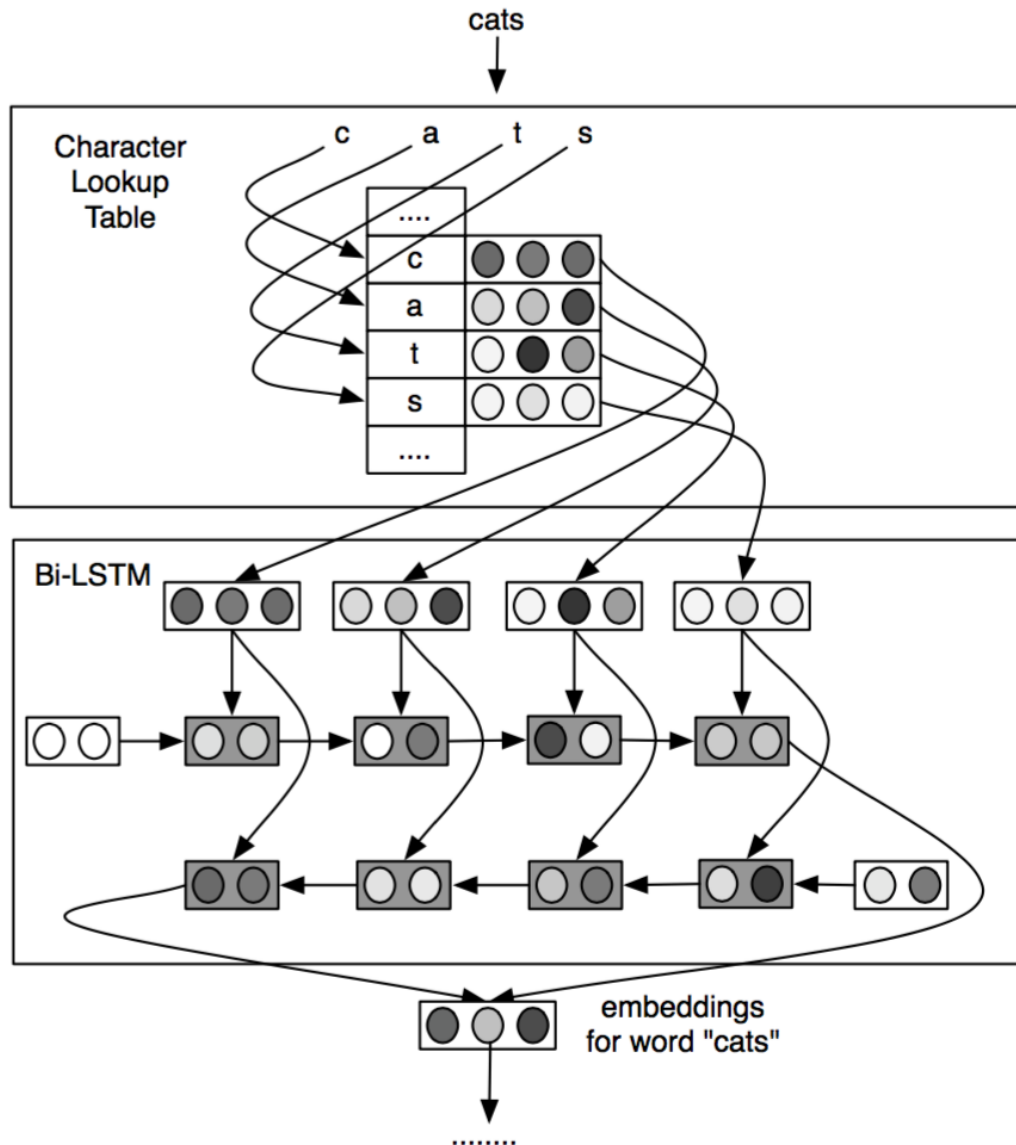 cats
Character
Lookup
Table
c a t s
....
c
a
t
s
....
Bi-LSTM
embeddings
for word "cats"
........